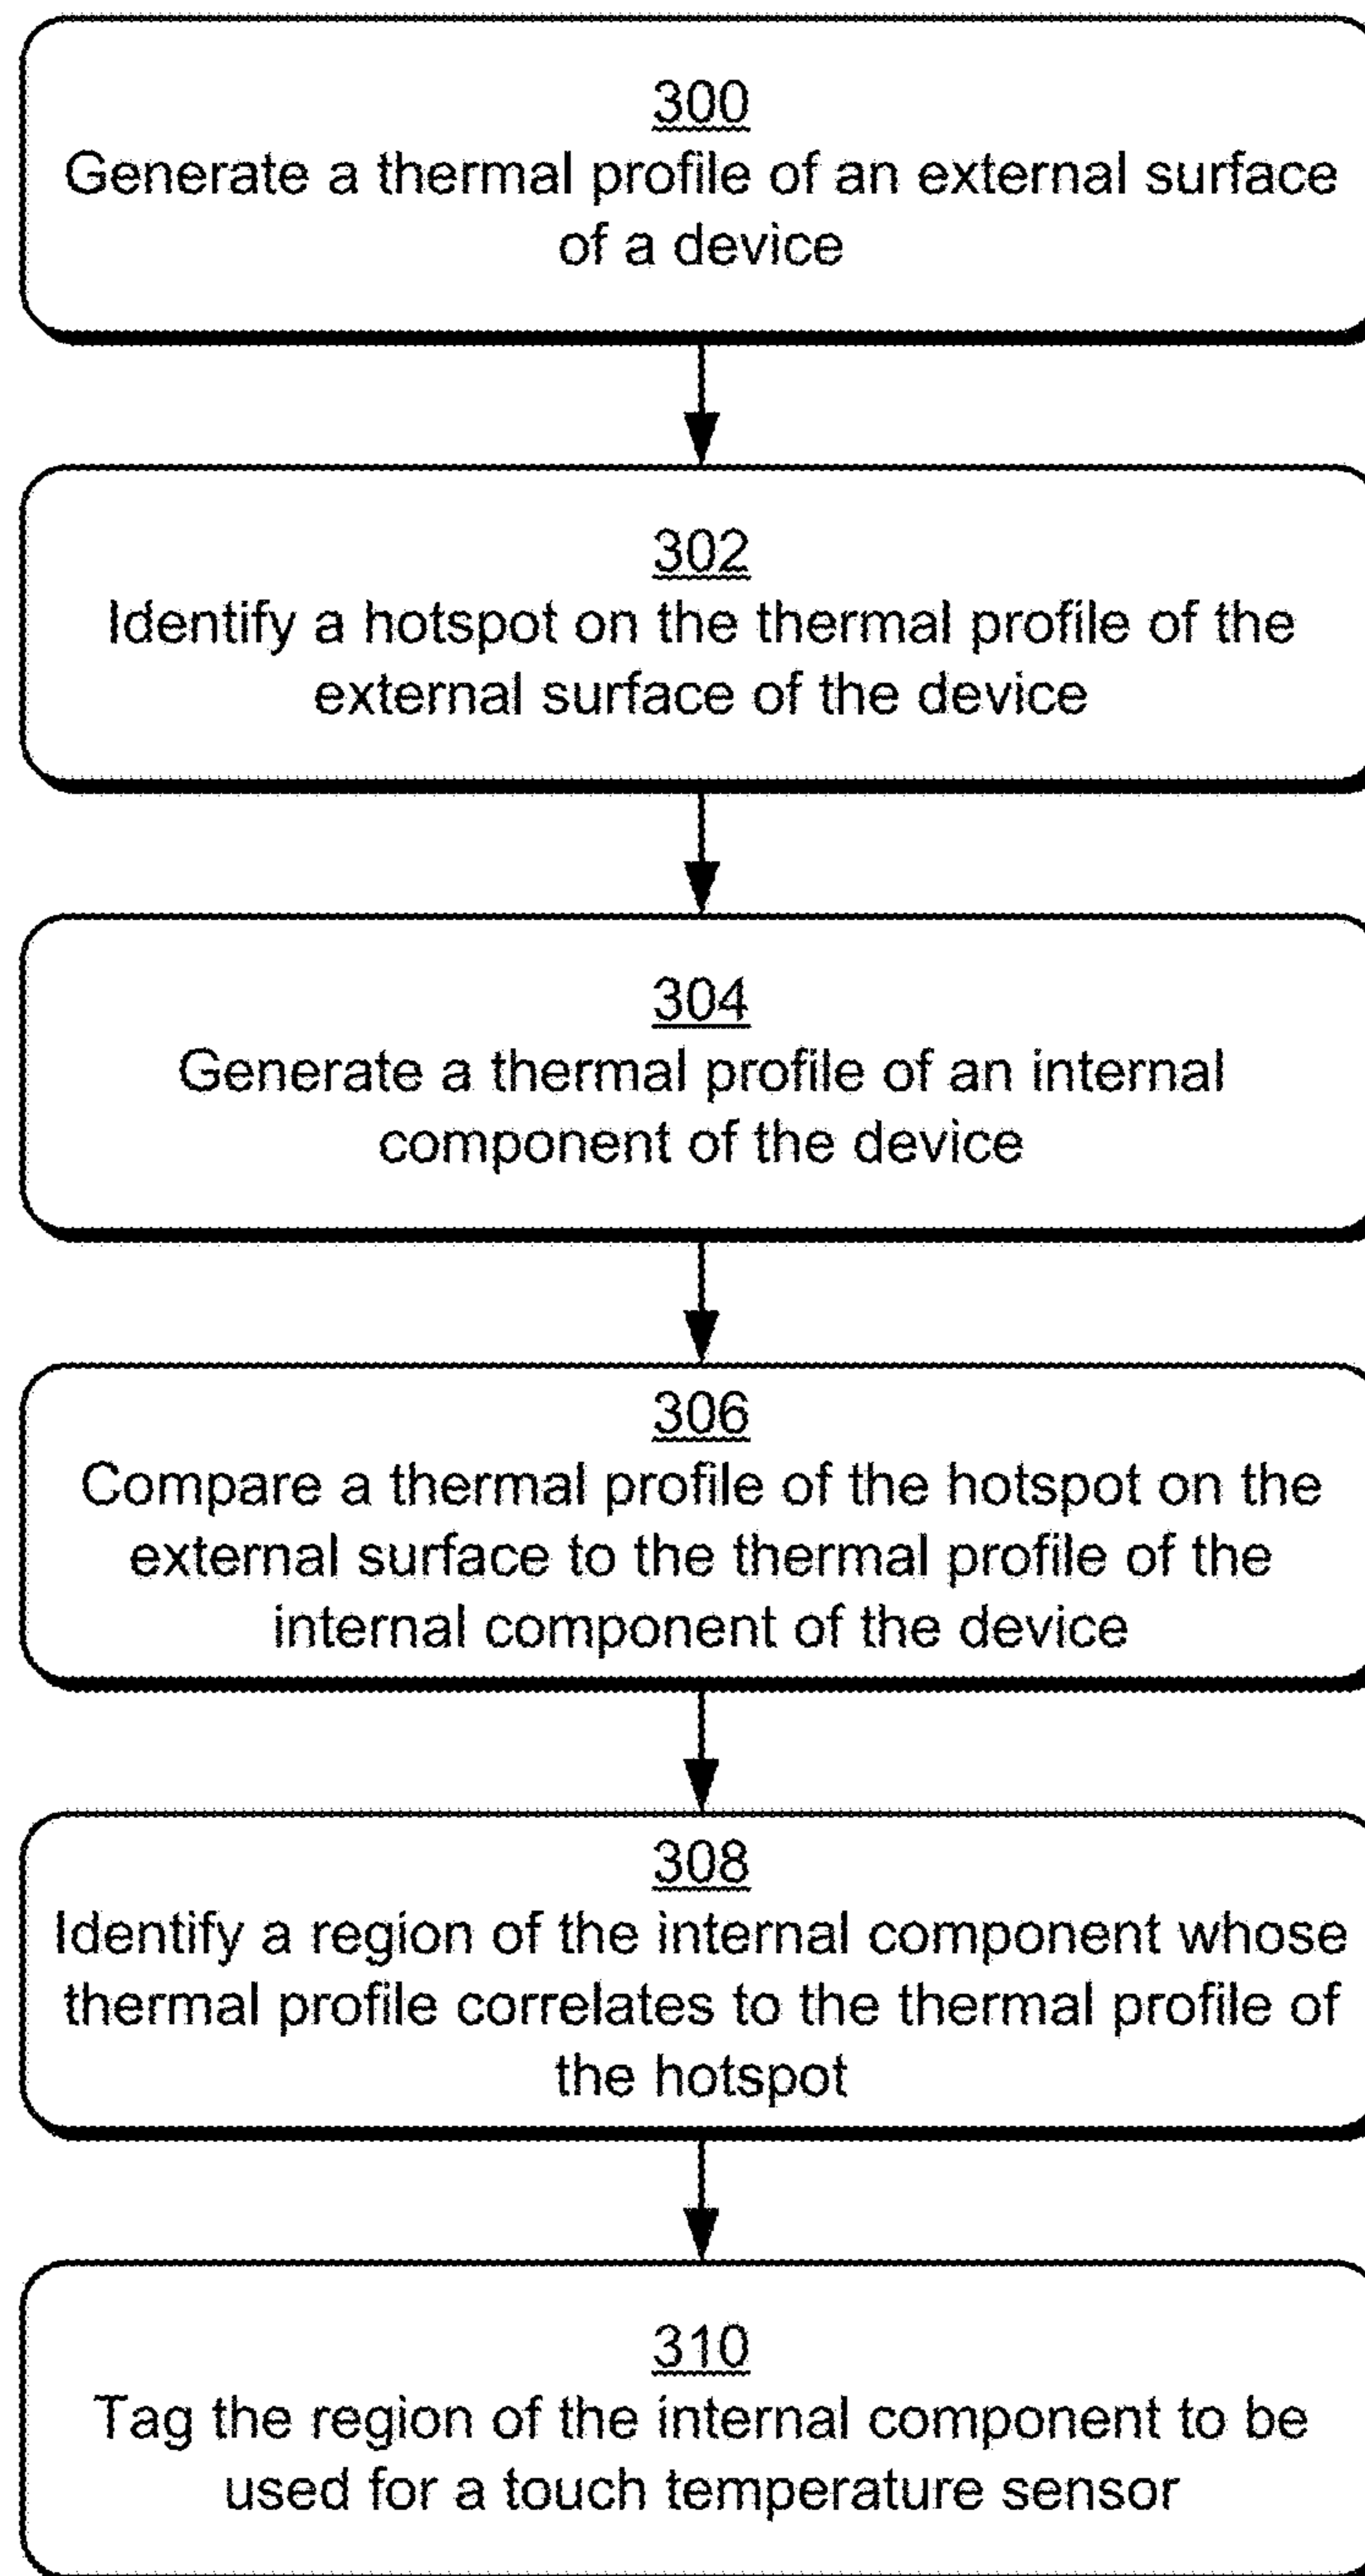 300
Generate a thermal profile of an external surface
of a device
302
Identify a hotspot on the thermal profile of the
external surface of the device
304
Generate a thermal profile of an internal
component of the device
306
Compare a thermal profile of the hotspot on the
external surface to the thermal profile of the
internal component of the device
308
Identify a region of the internal component whose
thermal profile correlates to the thermal profile of
the hotspot
310
Tag the region of the internal component to be
used for a touch temperature sensor